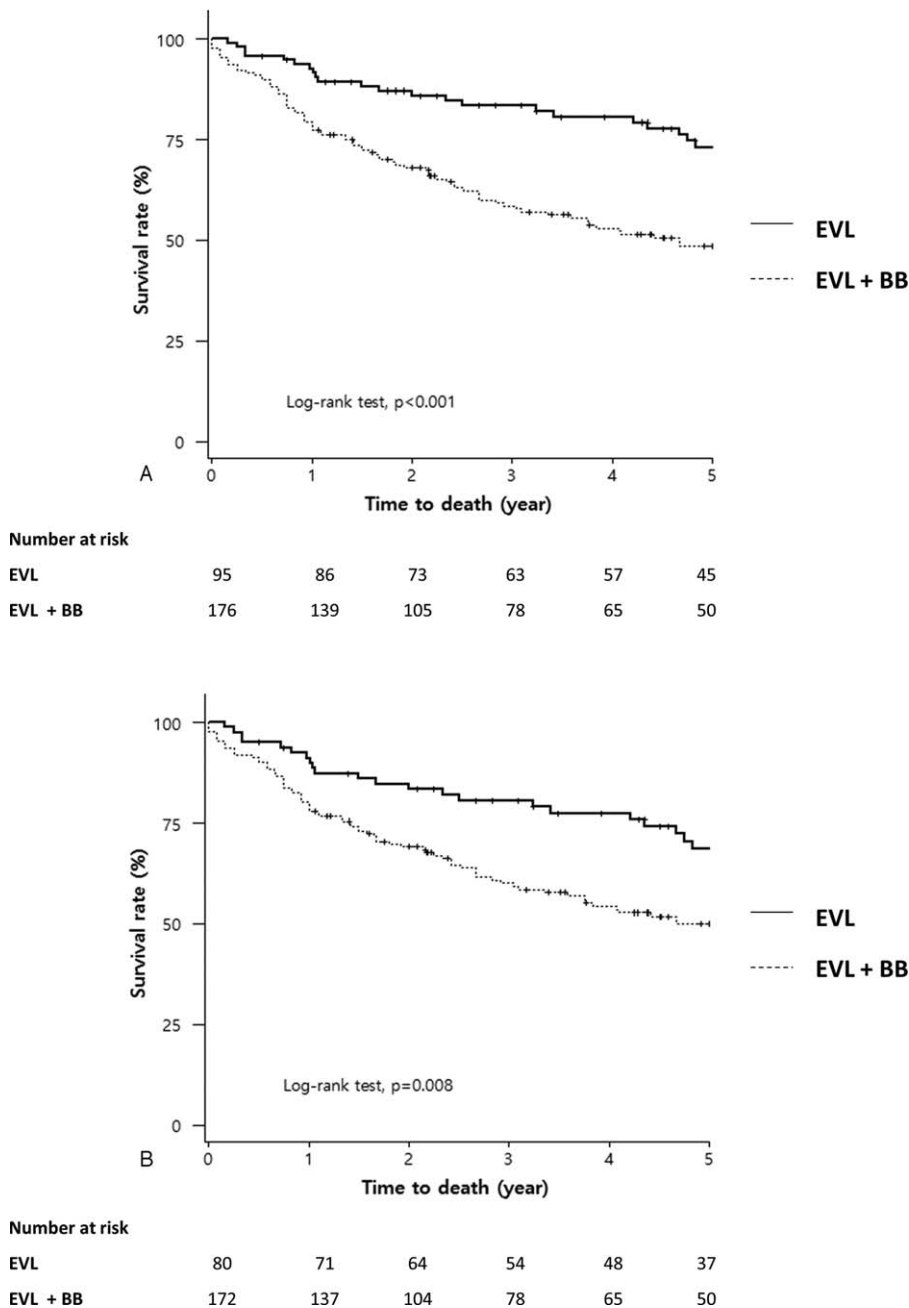 100
75
50
25
0
Survival rate (%)
EVL
EVL + BB
Log-rank test, p<0.001
A
0 1 2 3 4 5
Time to death (year)
Number at risk
EVL 95 86 73 63 57 45
EVL + BB 176 139 105 78 65 50
100
75
50
25
0
Survival rate (%)
EVL
EVL + BB
Log-rank test, p=0.008
B
0 1 2 3 4 5
Time to death (year)
Number at risk
EVL 80 71 64 54 48 37
EVL + BB 172 137 104 78 65 50